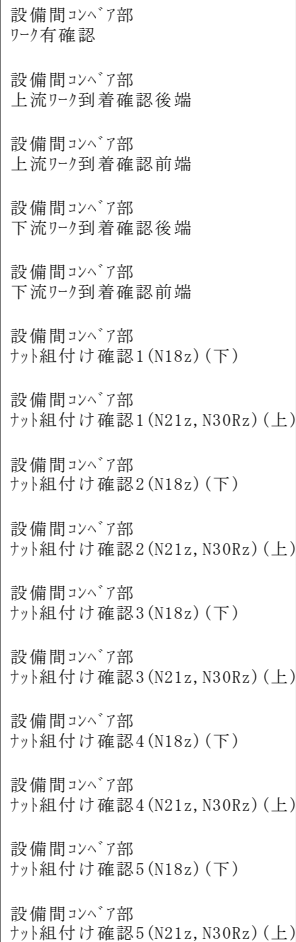 設備間ｺﾝﾍﾞｱ部
ﾜｰｸ有確認
設備間ｺﾝﾍﾞｱ部
上流ﾜｰｸ到着確認後端
設備間ｺﾝﾍﾞｱ部
上流ﾜｰｸ到着確認前端
設備間ｺﾝﾍﾞｱ部
下流ﾜｰｸ到着確認後端
設備間ｺﾝﾍﾞｱ部
下流ﾜｰｸ到着確認前端
設備間ｺﾝﾍﾞｱ部
ﾅｯﾄ組付け確認1(N18z)(下)
設備間ｺﾝﾍﾞｱ部
ﾅｯﾄ組付け確認1(N21z,N30Rz)(上)
設備間ｺﾝﾍﾞｱ部
ﾅｯﾄ組付け確認2(N18z)(下)
設備間ｺﾝﾍﾞｱ部
ﾅｯﾄ組付け確認2(N21z,N30Rz)(上)
設備間ｺﾝﾍﾞｱ部
ﾅｯﾄ組付け確認3(N18z)(下)
設備間ｺﾝﾍﾞｱ部
ﾅｯﾄ組付け確認3(N21z,N30Rz)(上)
設備間ｺﾝﾍﾞｱ部
ﾅｯﾄ組付け確認4(N18z)(下)
設備間ｺﾝﾍﾞｱ部
ﾅｯﾄ組付け確認4(N21z,N30Rz)(上)
設備間ｺﾝﾍﾞｱ部
ﾅｯﾄ組付け確認5(N18z)(下)
設備間ｺﾝﾍﾞｱ部
ﾅｯﾄ組付け確認5(N21z,N30Rz)(上)